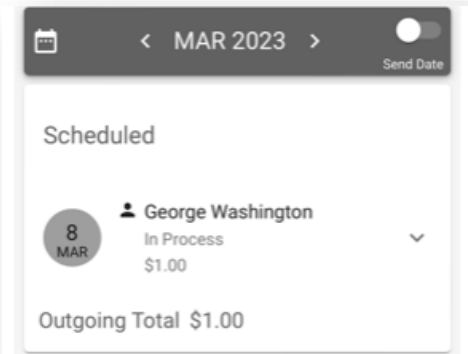 MAR 2023
Send Date
Scheduled
8
MAR
George Washington
In Process
$1.00
Outgoing Total $1.00